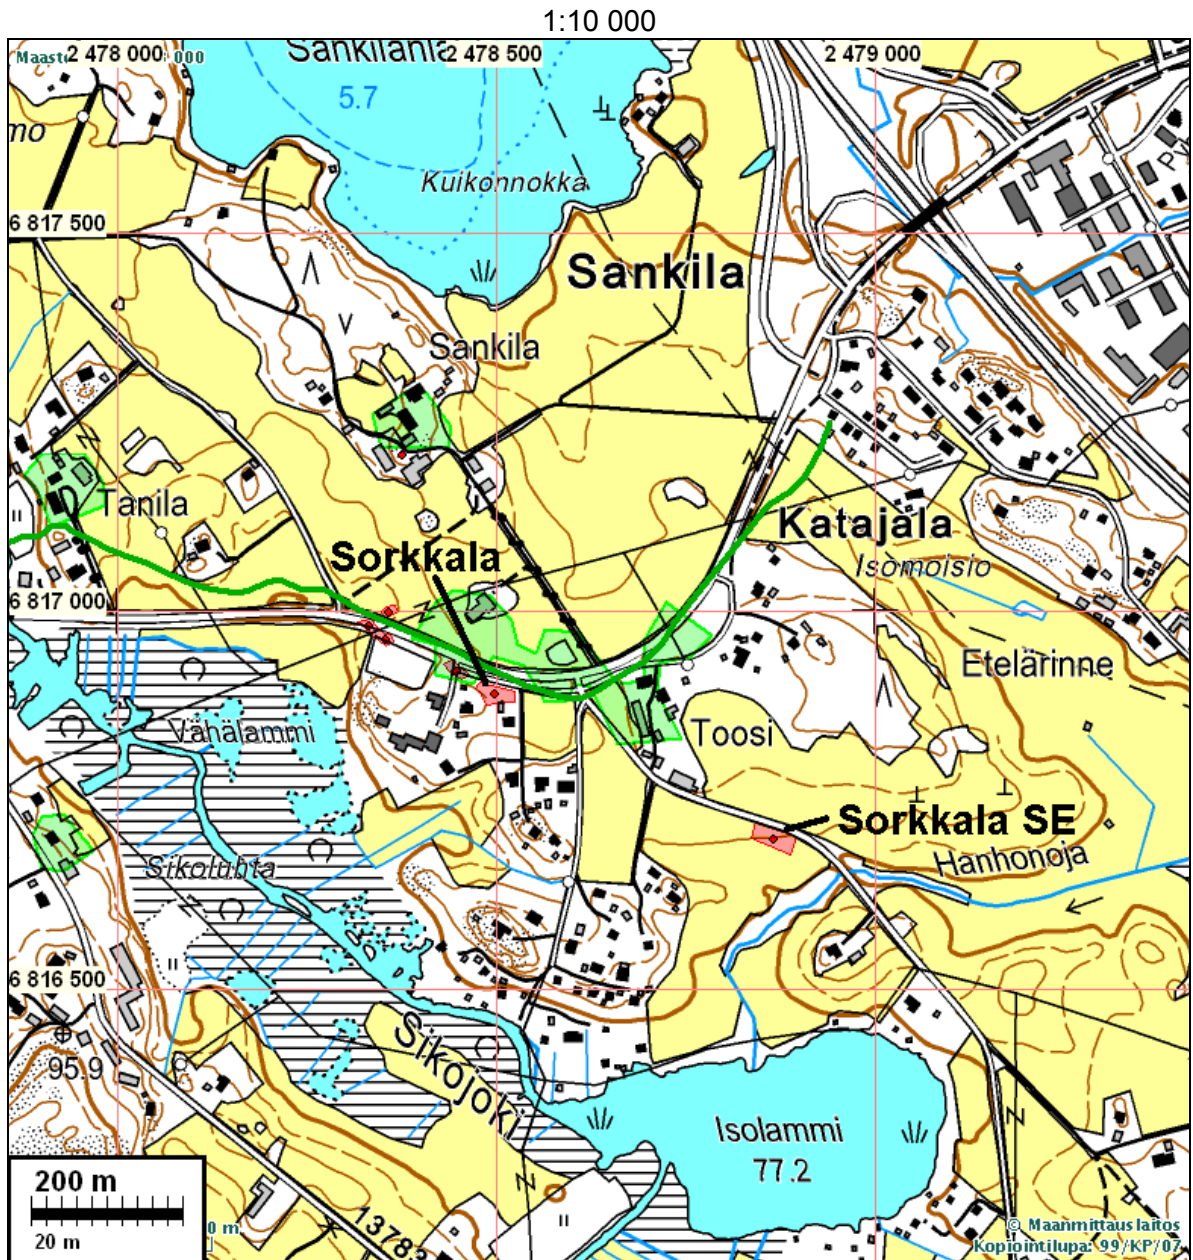 1:10 000
2 478 000
2 478 500
2 479 000
5.7
Kuikonnokka
6 817 500
Sankila
Sankila
Tanila
Sorkkala
Katajala
Isomoisio
6 817 000
Etelärinne
Vähälammi
Toosi
Sorkkala SE
Hanhonoja
Sikoluhta
6 816 500
Sikojoki
95.9
Isolammi
77.2
200 m
20 m
13783
© Maanmittauslaitos
Kopiointilupa: 99/KP/07